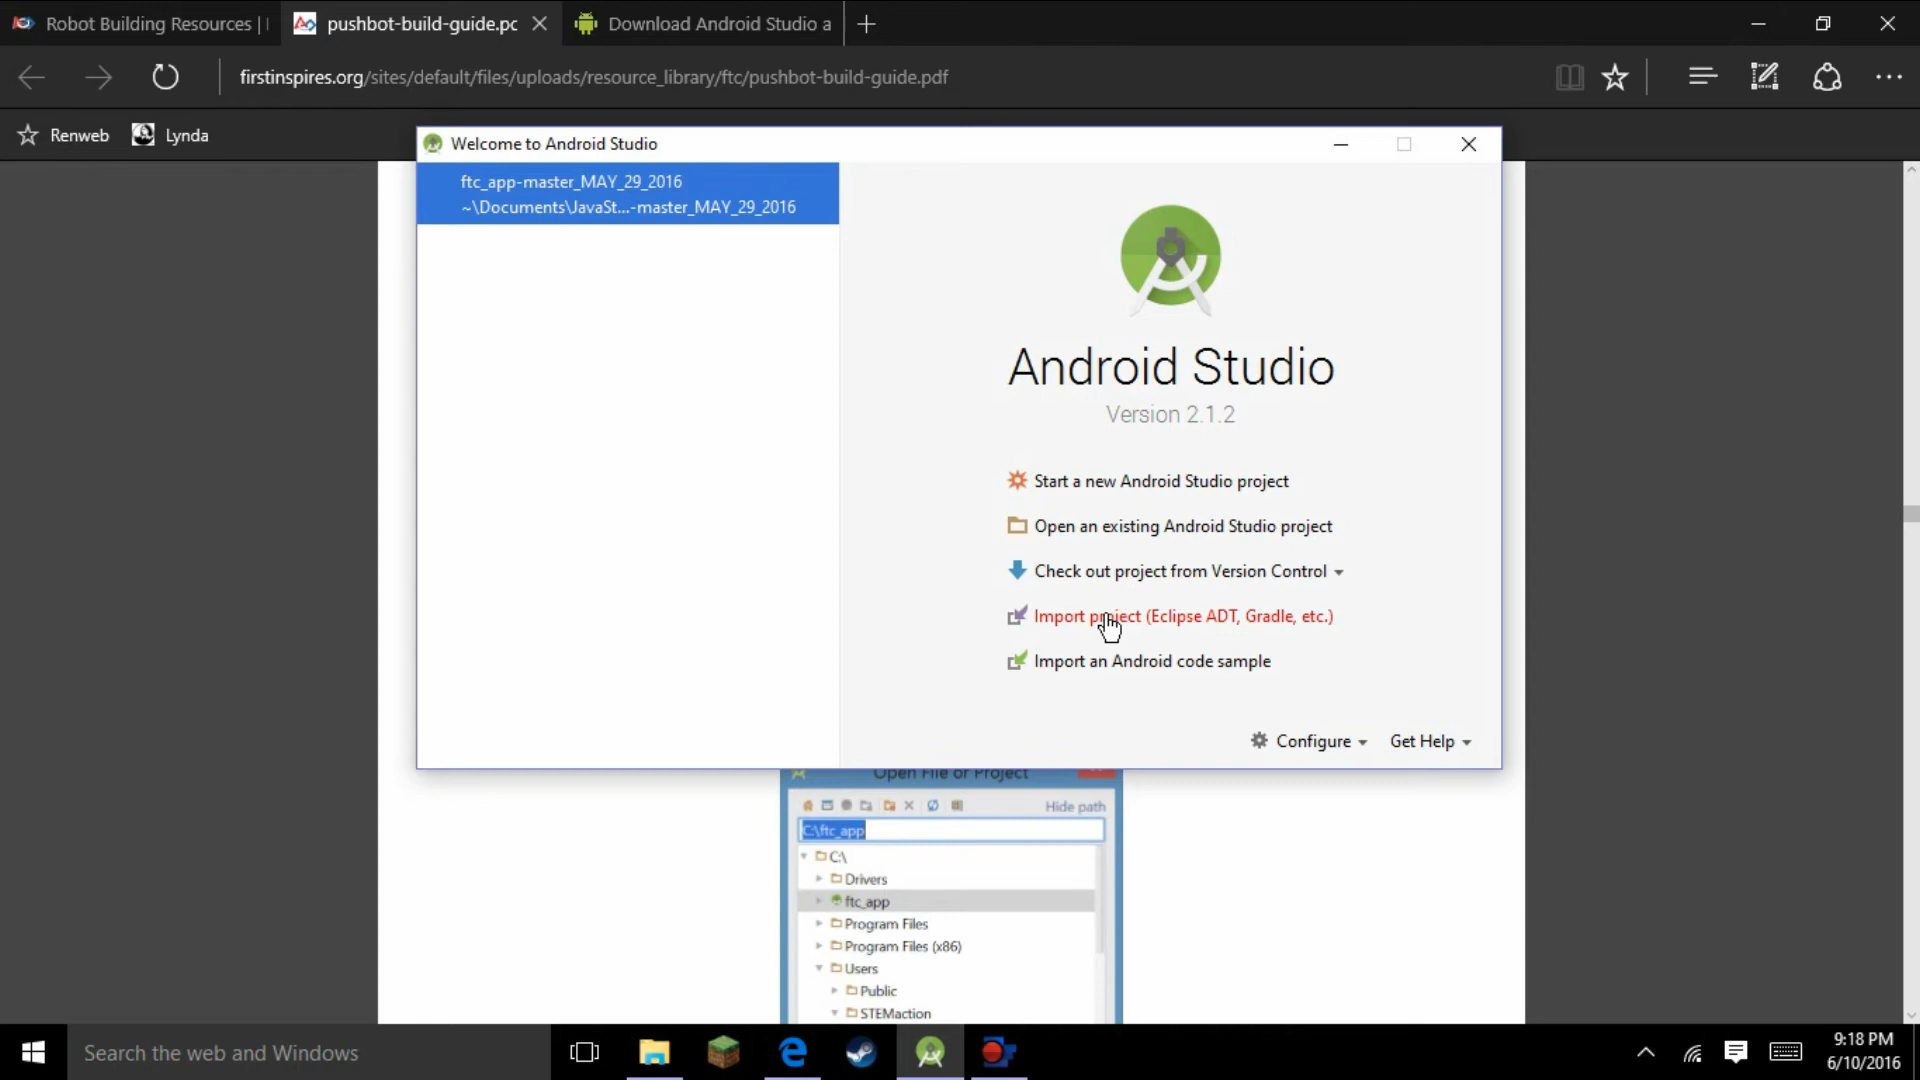 Robot Building Resources |
pushbot-build-guide.pc
Download Android Studio a
firstinspires.org/sites/default/files/uploads/resource_library/ftc/pushbot-build-guide.pdf
Renweb
Lynda
Welcome to Android Studio
ftc_app-master_MAY_29_2016
~\Documents\JavaSt...-master_MAY_29_2016
Android Studio
Version 2.1.2
Start a new Android Studio project
Open an existing Android Studio project
Check out project from Version Control
Import project (Eclipse ADT, Gradle, etc.)
Import an Android code sample
Configure
Get Help
Open File or Project
Hide path
C:\ftc_app
C:\
Drivers
ftc_app
Program Files
Program Files (x86)
Users
Public
STEMaction
Search the web and Windows
9:18 PM
6/10/2016